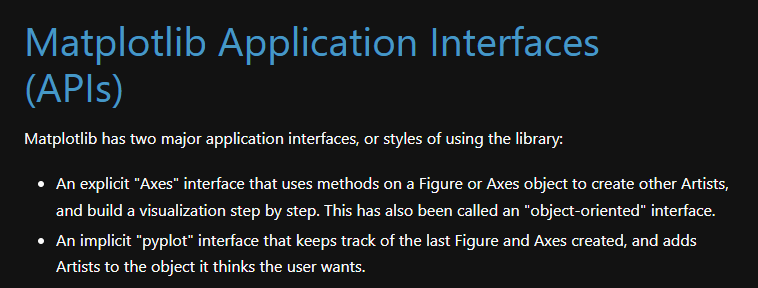 Matplotlib Application Interfaces
(APIs)
Matplotlib has two major application interfaces, or styles of using the library:
• An explicit "Axes" interface that uses methods on a Figure or Axes object to create other Artists,
and build a visualization step by step. This has also been called an "object-oriented" interface.
• An implicit "pyplot" interface that keeps track of the last Figure and Axes created, and adds
Artists to the object it thinks the user wants.